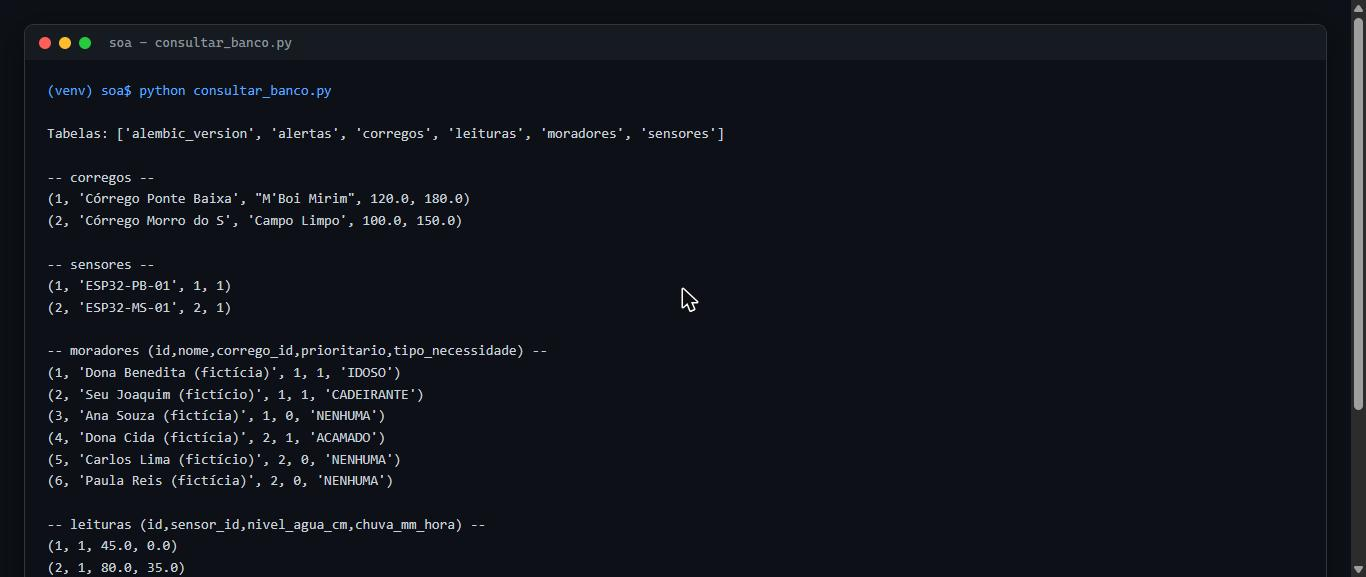 soa — consultar_banco.py
(venv) soa$ python consultar_banco.py
Tabelas: ['alembic_version', 'alertas', 'corregos', 'leituras', 'moradores', 'sensores']
-- corregos --
(1, 'Córrego Ponte Baixa', "M'Boi Mirim", 120.0, 180.0)
(2, 'Córrego Morro do S', 'Campo Limpo', 100.0, 150.0)
-- sensores --
(1, 'ESP32-PB-01', 1, 1)
(2, 'ESP32-MS-01', 2, 1)
-- moradores (id,nome,corrego_id,prioritario,tipo_necessidade) --
(1, 'Dona Benedita (fictícia)', 1, 1, 'IDOSO')
(2, 'Seu Joaquim (fictício)', 1, 1, 'CADEIRANTE')
(3, 'Ana Souza (fictícia)', 1, 0, 'NENHUMA')
(4, 'Dona Cida (fictícia)', 2, 1, 'ACAMADO')
(5, 'Carlos Lima (fictício)', 2, 0, 'NENHUMA')
(6, 'Paula Reis (fictícia)', 2, 0, 'NENHUMA')
-- leituras (id,sensor_id,nivel_agua_cm,chuva_mm_hora) --
(1, 1, 45.0, 0.0)
(2, 1, 80.0, 35.0)